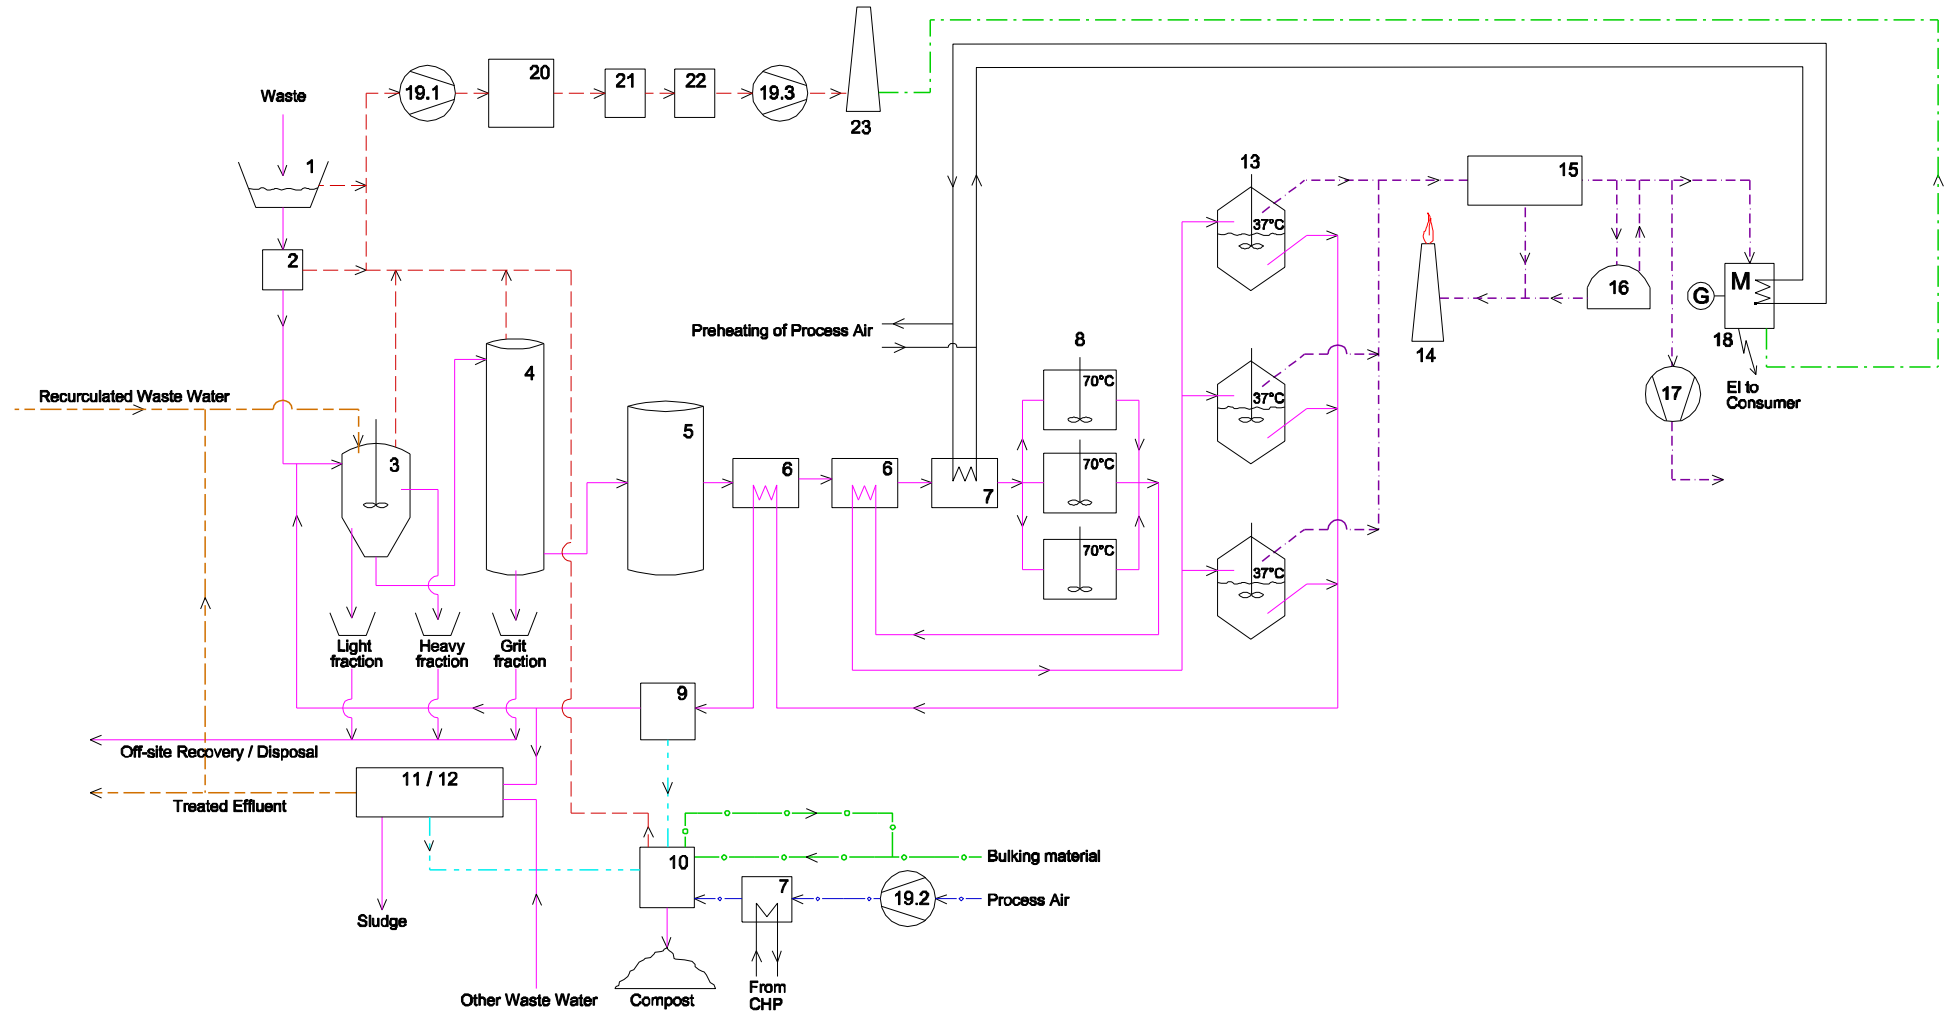 20
19.1
21
22
19.3
Waste
23
1
13
15
37°C
2
M
16
G
Preheating of Process Air
18
8
14
4
70°C
El to
Consumer
Recurculated Waste Water
37°C
17
5
3
6
6
70°C
7
70°C
37°C
Light
fraction
Heavy
fraction
Grit
fraction
9
Off-site Recovery / Disposal
11 / 12
Treated Effluent
10
Bulking material
7
19.2
Process Air
Sludge
From
CHP
Other Waste Water
Compost